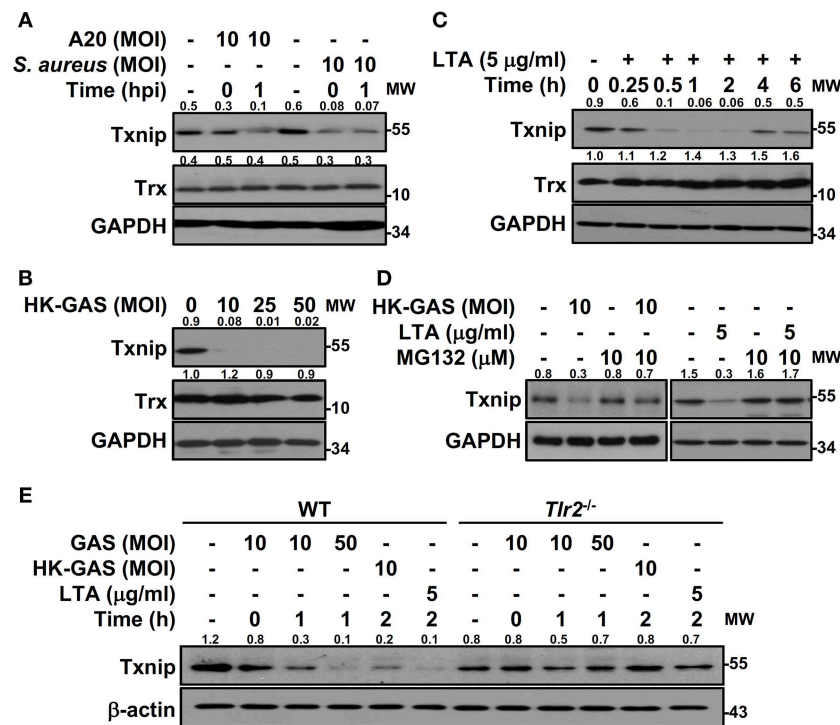 A
A20 (MOI) - 10 10 - - -
S. aureus (MOI) - - - - 10 10
Time (hpi) - 0 1 - 0 1 MW
0.5 0.3 0.1 0.6 0.08 0.07
Txnip -55
0.4 0.5 0.4 0.5 0.3 0.3
Trx -10
GAPDH -34
B
HK-GAS (MOI) 0 10 25 50 MW
0.9 0.08 0.01 0.02
Txnip -55
1.0 1.2 0.9 0.9
Trx -10
GAPDH -34
C
LTA (5 μg/ml) - + + + + + +
Time (h) 0 0.25 0.5 1 2 4 6 MW
0.9 0.6 0.1 0.06 0.06 0.5 0.5
Txnip -55
1.0 1.1 1.2 1.4 1.3 1.5 1.6
Trx -10
GAPDH -34
D
HK-GAS (MOI) - 10 - 10 - - - -
LTA (μg/ml) - - - - - 5 - 5
MG132 (μM) - - 10 10 - - 10 10 MW
0.8 0.3 0.8 0.7 1.5 0.3 1.6 1.7
Txnip -55
GAPDH -34
E
WT Tlr2-/-
GAS (MOI) - 10 10 50 - - - 10 10 50 - -
HK-GAS (MOI) - - - - 10 - - - - - 10 -
LTA (μg/ml) - - - - - 5 - - - - - 5
Time (h) - 0 1 1 2 2 - 0 1 1 2 2 MW
1.2 0.8 0.3 0.1 0.2 0.1 0.8 0.8 0.5 0.7 0.8 0.7
Txnip -55
β-actin -43